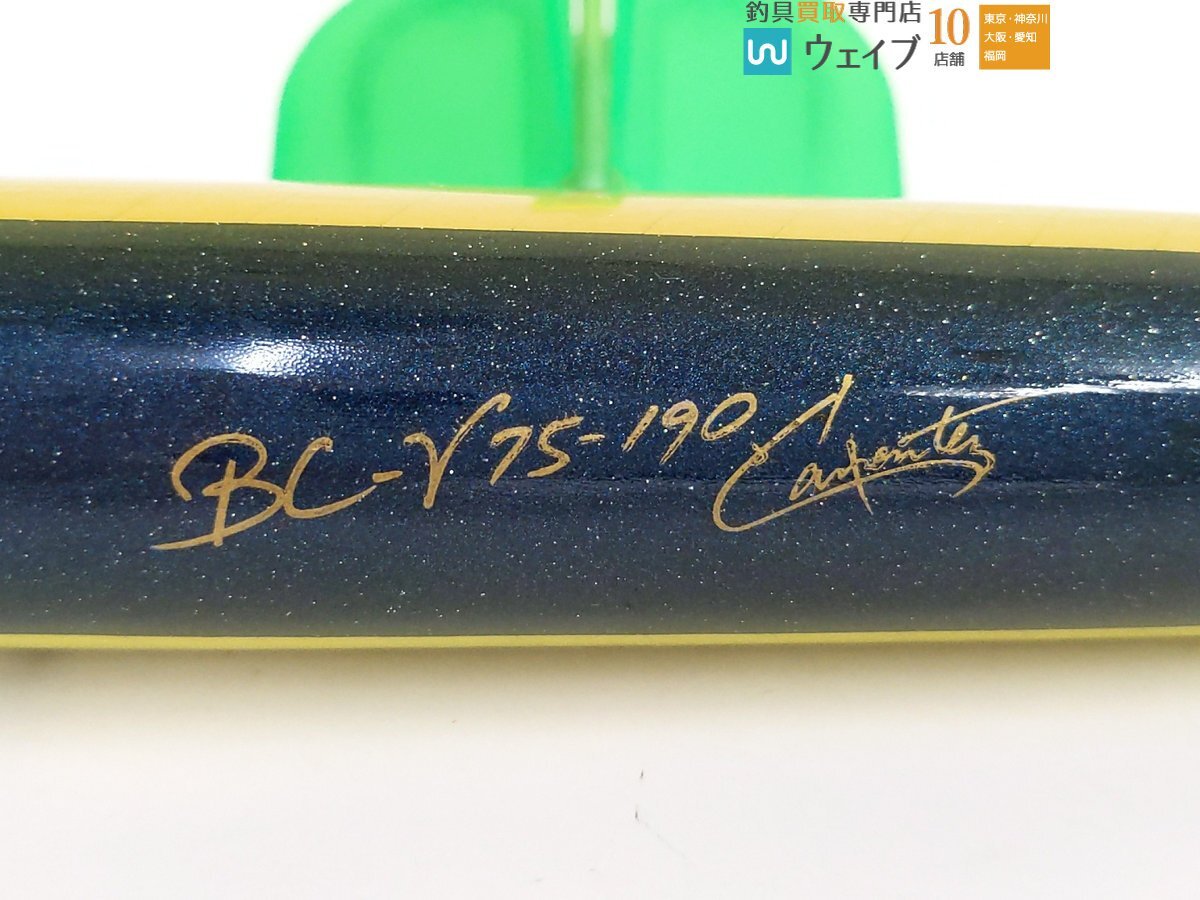 釣具買取専門店
ウェイブ
10
店舗
東京・神奈川
大阪・愛知
福岡
BC-γ75-190 Carpenter